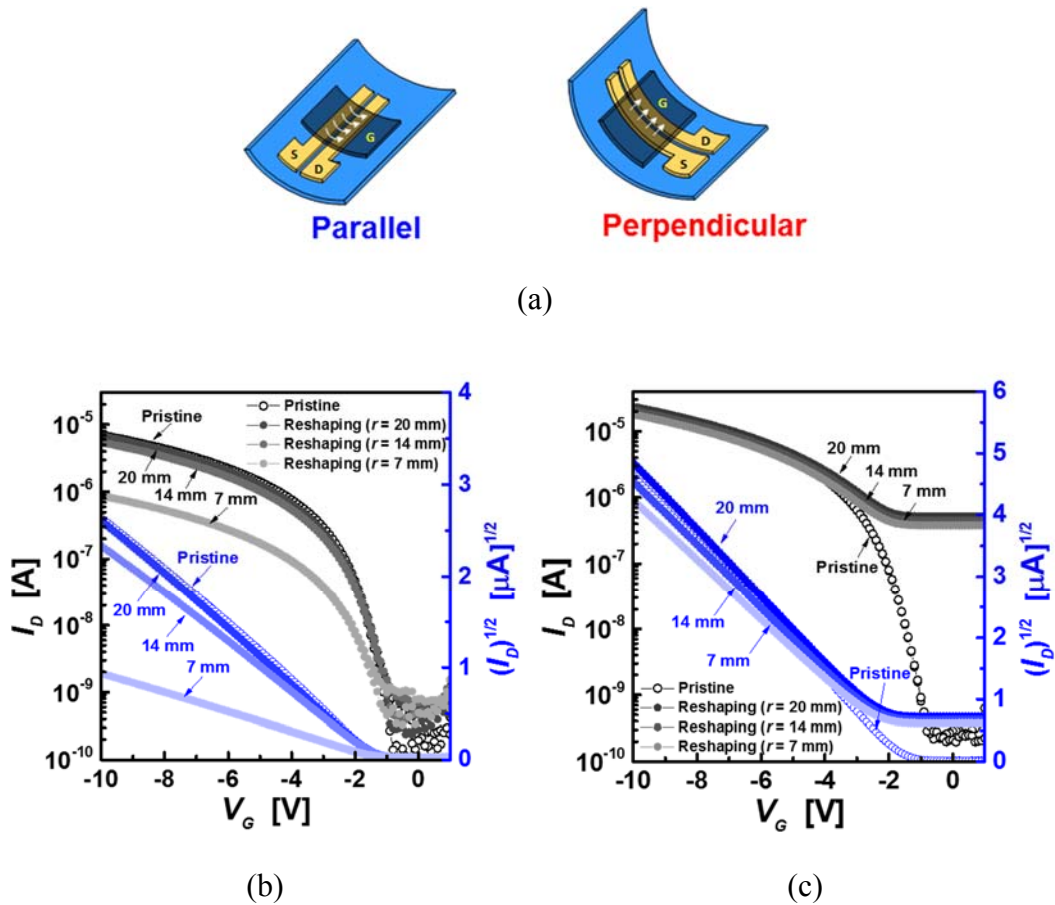 G
S
D
Parallel
G
D
S
Perpendicular
(a)
Pristine
20 mm
14 mm
7 mm
Pristine
20 mm
14 mm
7 mm
Pristine
Reshaping (r = 20 mm)
Reshaping (r = 14 mm)
Reshaping (r = 7 mm)
10⁻⁵
10⁻⁶
10⁻⁷
10⁻⁸
10⁻⁹
10⁻¹⁰
I_D [A]
-10 -8 -6 -4 -2 0
V_G [V]
4
3
2
1
0
(I_D)^1/2 [μA]^1/2
(b)
20 mm
14 mm
7 mm
Pristine
20 mm
14 mm
7 mm
Pristine
Pristine
Reshaping (r = 20 mm)
Reshaping (r = 14 mm)
Reshaping (r = 7 mm)
10⁻⁵
10⁻⁶
10⁻⁷
10⁻⁸
10⁻⁹
10⁻¹⁰
I_D [A]
-10 -8 -6 -4 -2 0
V_G [V]
6
5
4
3
2
1
0
(I_D)^1/2 [μA]^1/2
(c)